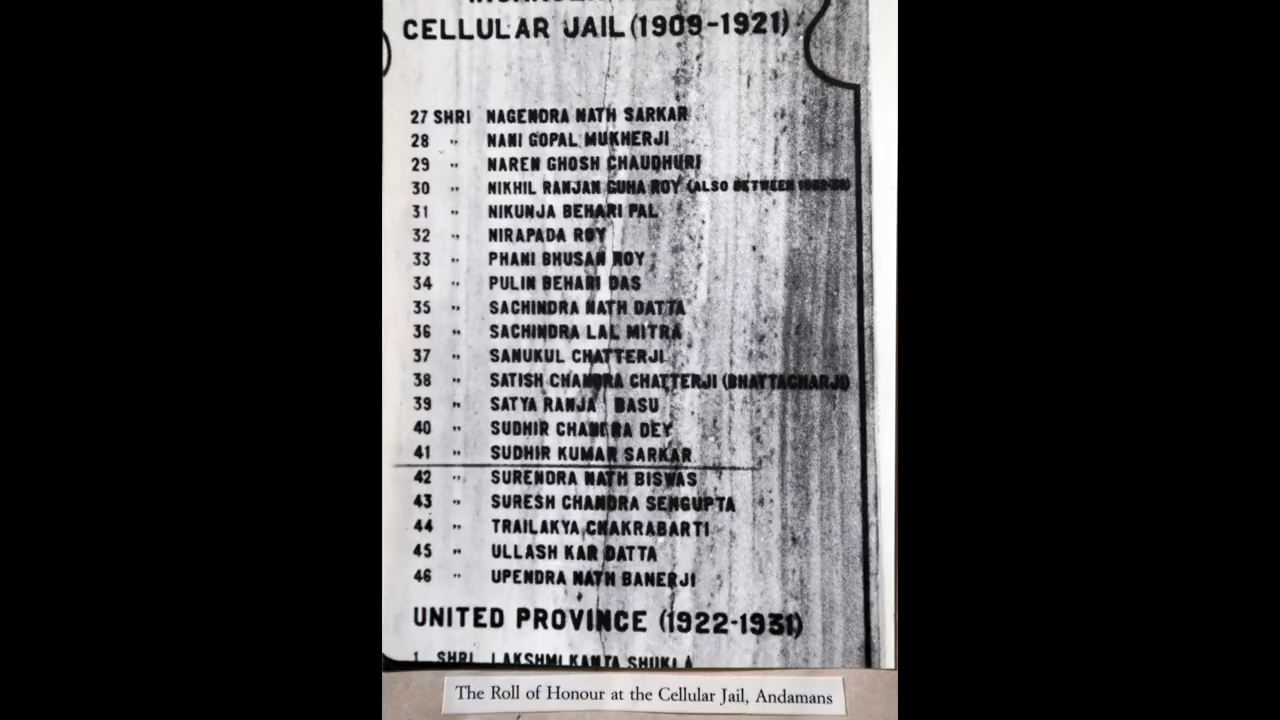 CELLULAR JAIL (1909-1921)
27 SHRI NAGENDRA NATH SARKAR
28 " NANI GOPAL MUKHERJI
29 " NAREN GHOSH CHAUDHURI
30 " NIKHIL RANJAN GUHA ROY (ALSO BETWEEN
31 " NIKUNJA BEHARI PAL
32 " NIRAPADA ROY
33 " PHANI BHUSAN ROY
34 " PULIN BEHARI DAS
35 " SACHINDRA NATH DATTA
36 " SACHINDRA LAL MITRA
37 " SANUKUL CHATTERJI
38 " SATISH CHANDRA CHATTERJI (BHATTACHARJI)
39 " SATYA RANJA BASU
40 " SUDHIR CHANDRA DEY
41 " SUDHIR KUMAR SARKAR
42 " SURENDRA NATH BISWAS
43 " SURESH CHANDRA SENGUPTA
44 " TRAILAKYA CHAKRABARTI
45 " ULLASH KAR DATTA
46 " UPENDRA NATH BANERJI
UNITED PROVINCE (1922-1931)
1 SHRI LAKSHMI KANTA SHUKLA
The Roll of Honour at the Cellular Jail, Andamans